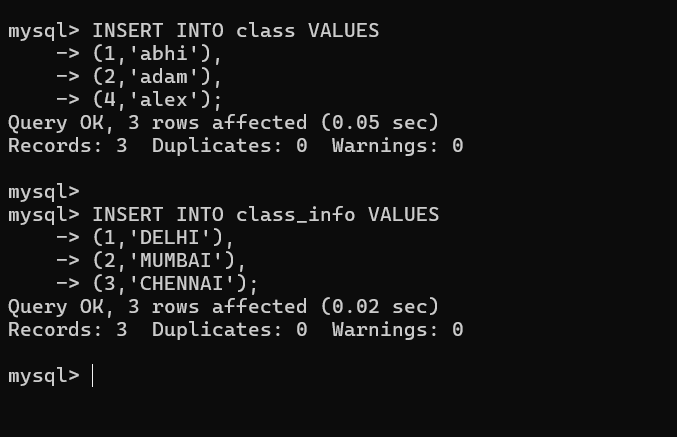 mysql> INSERT INTO class VALUES
    -> (1,'abhi'),
    -> (2,'adam'),
    -> (4,'alex');
Query OK, 3 rows affected (0.05 sec)
Records: 3  Duplicates: 0  Warnings: 0
mysql>
mysql> INSERT INTO class_info VALUES
    -> (1,'DELHI'),
    -> (2,'MUMBAI'),
    -> (3,'CHENNAI');
Query OK, 3 rows affected (0.02 sec)
Records: 3  Duplicates: 0  Warnings: 0
mysql>